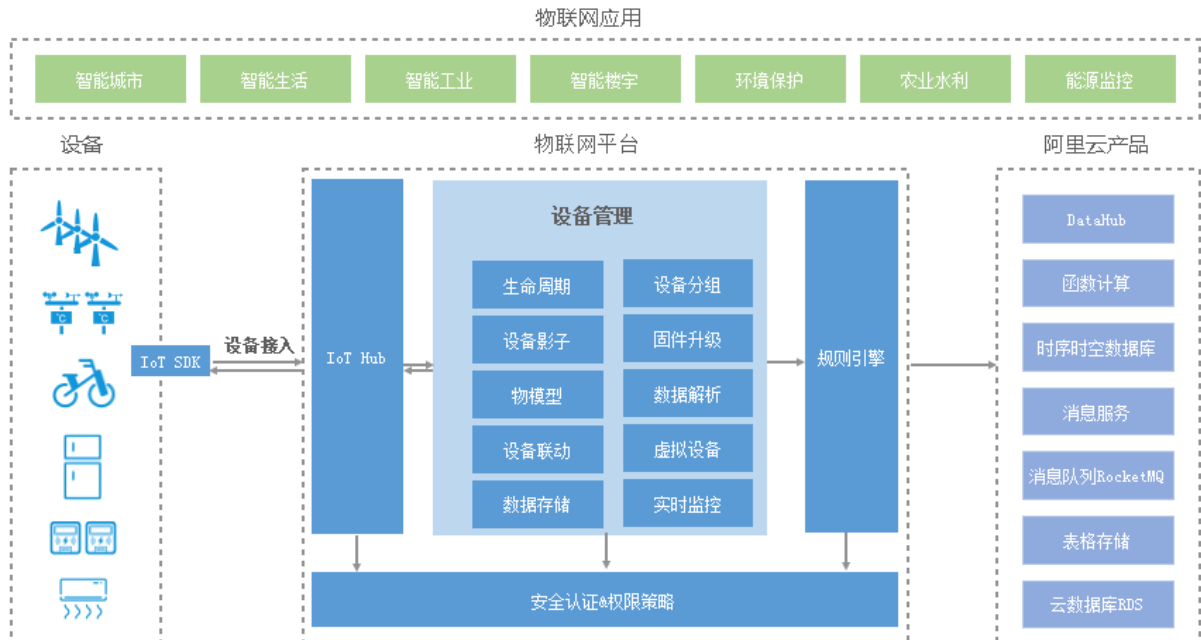 物联网应用
智能城市
智能生活
智能工业
智能楼宇
环境保护
农业水利
能源监控
设备
物联网平台
阿里云产品
℃
℃
IoT SDK
设备接入
IoT Hub
设备管理
生命周期
设备分组
设备影子
固件升级
物模型
数据解析
设备联动
虚拟设备
数据存储
实时监控
规则引擎
安全认证&权限策略
DataHub
函数计算
时序时空数据库
消息服务
消息队列RocketMQ
表格存储
云数据库RDS